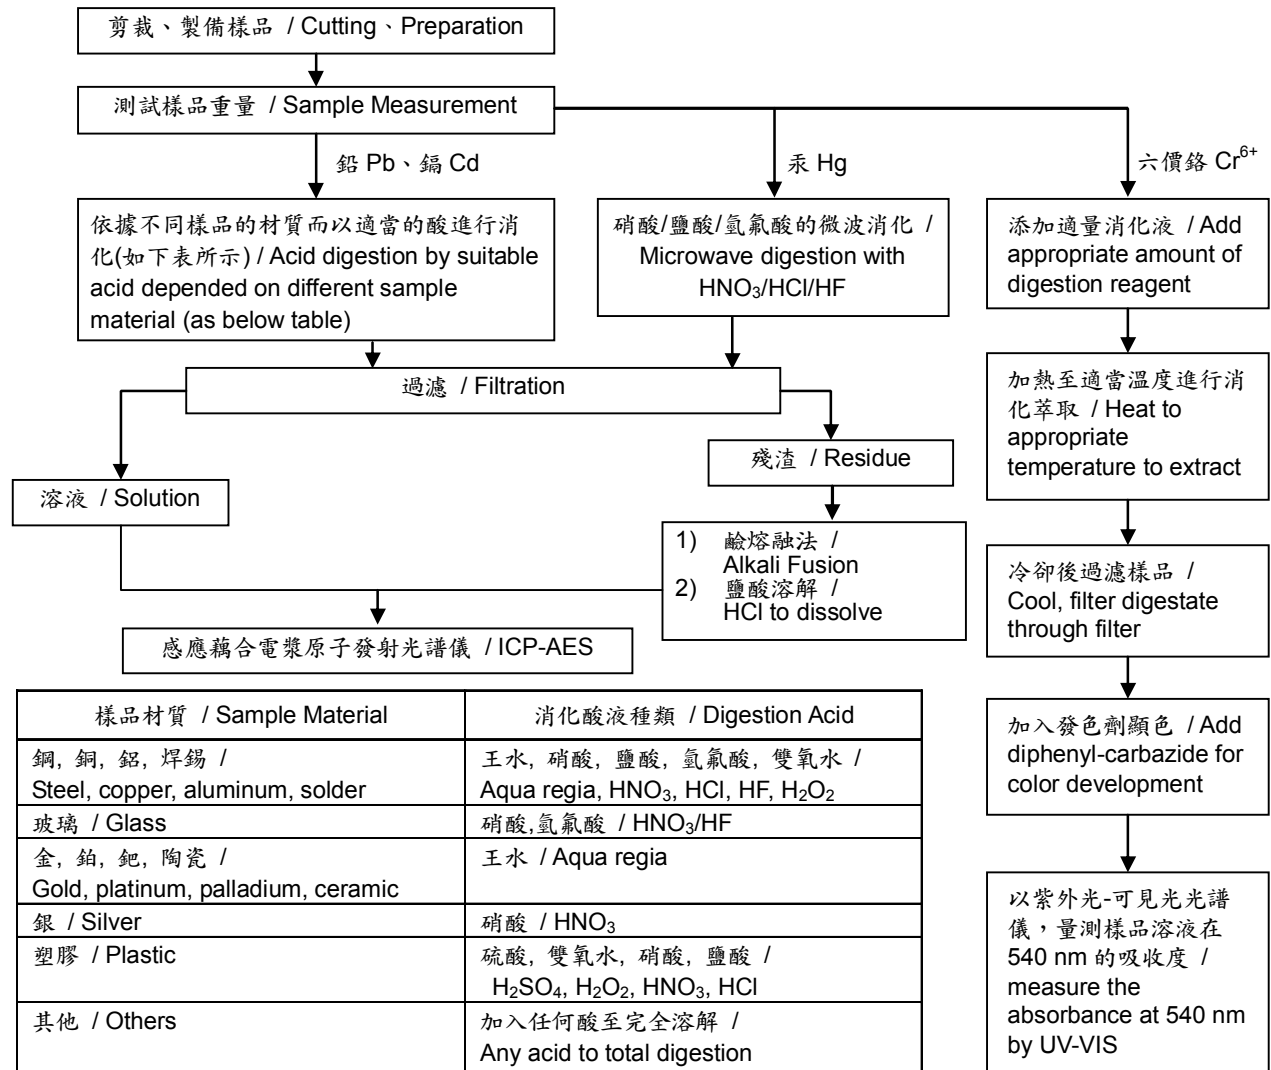 剪裁、製備樣品 / Cutting、Preparation
測試樣品重量 / Sample Measurement
鉛 Pb、鎘 Cd
汞 Hg
六價鉻 Cr⁶⁺
依據不同樣品的材質而以適當的酸進行消
化(如下表所示) / Acid digestion by suitable
acid depended on different sample
material (as below table)
硝酸/鹽酸/氫氟酸的微波消化 /
Microwave digestion with
HNO₃/HCl/HF
添加適量消化液 / Add
appropriate amount of
digestion reagent
過濾 / Filtration
加熱至適當溫度進行消
化萃取 / Heat to
appropriate
temperature to extract
溶液 / Solution
殘渣 / Residue
1) 鹼熔融法 /
Alkali Fusion
2) 鹽酸溶解 /
HCl to dissolve
冷卻後過濾樣品 /
Cool, filter digestate
through filter
感應藕合電漿原子發射光譜儀 / ICP-AES
加入發色劑顯色 / Add
diphenyl-carbazide for
color development
以紫外光-可見光光譜
儀，量測樣品溶液在
540 nm 的吸收度 /
measure the
absorbance at 540 nm
by UV-VIS
樣品材質 / Sample Material
消化酸液種類 / Digestion Acid
鋼, 銅, 鋁, 焊錫 /
Steel, copper, aluminum, solder
王水, 硝酸, 鹽酸, 氫氟酸, 雙氧水 /
Aqua regia, HNO₃, HCl, HF, H₂O₂
玻璃 / Glass
硝酸,氫氟酸 / HNO₃/HF
金, 鉑, 鈀, 陶瓷 /
Gold, platinum, palladium, ceramic
王水 / Aqua regia
銀 / Silver
硝酸 / HNO₃
塑膠 / Plastic
硫酸, 雙氧水, 硝酸, 鹽酸 /
H₂SO₄, H₂O₂, HNO₃, HCl
其他 / Others
加入任何酸至完全溶解 /
Any acid to total digestion